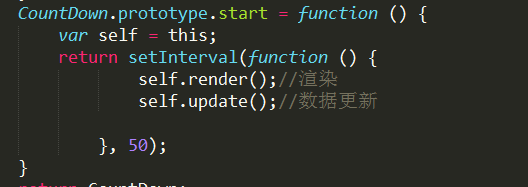 CountDown.prototype.start = function () {
var self = this;
return setInterval(function () {
self.render();//渲染
self.update();//数据更新
}, 50);
}
return CountDown;